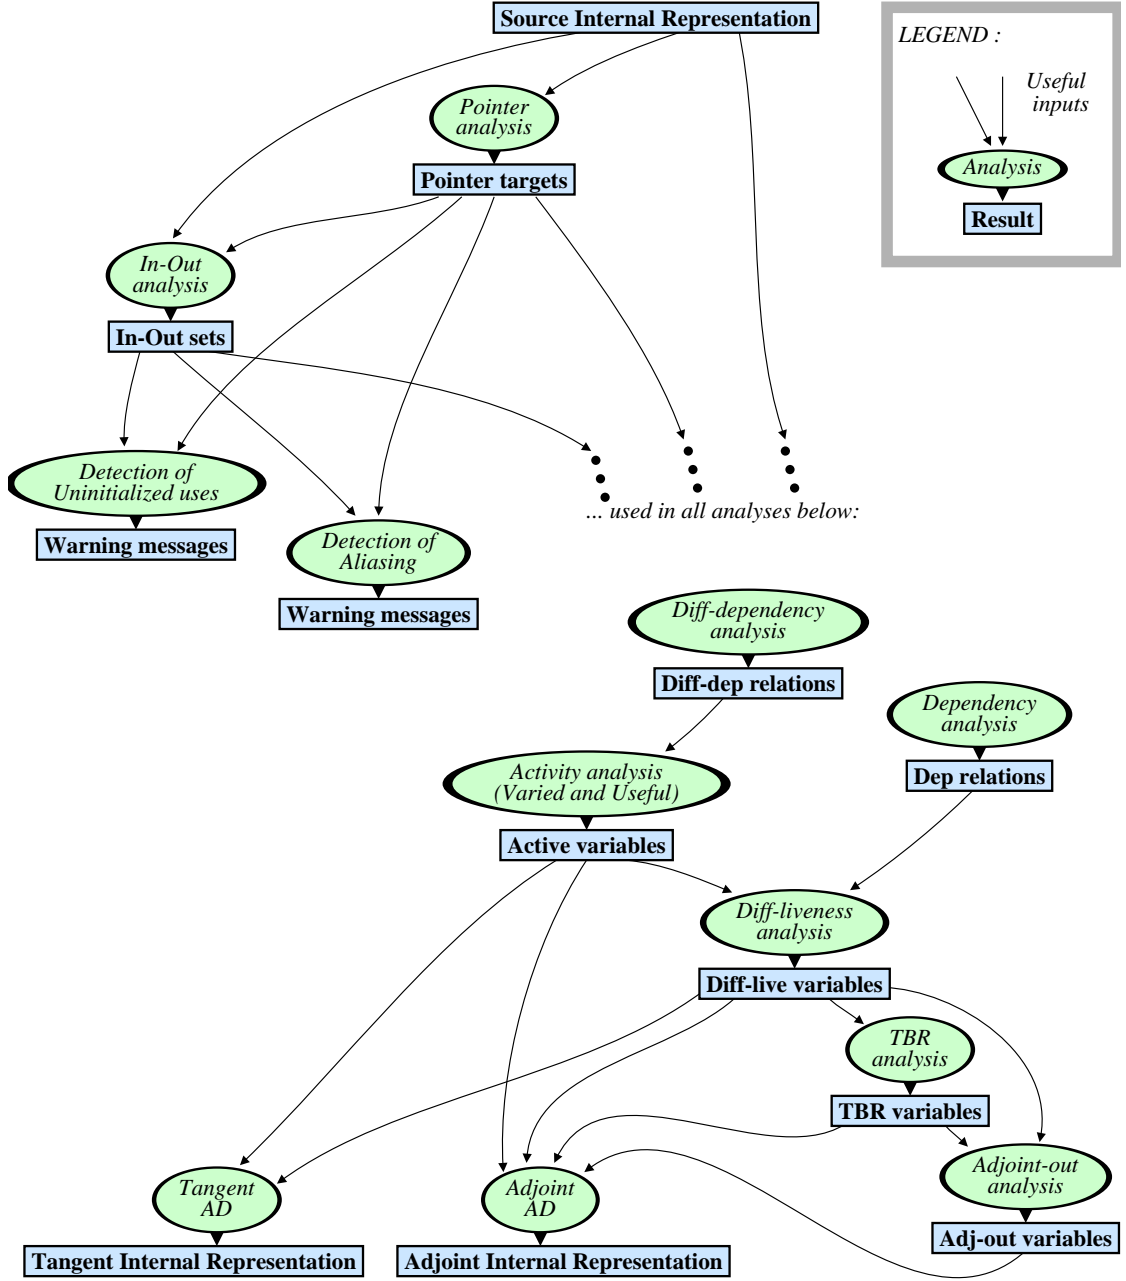 Source Internal Representation
LEGEND :
Useful
inputs
Analysis
Result
Pointer
analysis
Pointer targets
In-Out
analysis
In-Out sets
Detection of
Uninitialized uses
Warning messages
... used in all analyses below:
Detection of
Aliasing
Warning messages
Diff-dependency
analysis
Diff-dep relations
Dependency
analysis
Dep relations
Activity analysis
(Varied and Useful)
Active variables
Diff-liveness
analysis
Diff-live variables
TBR
analysis
TBR variables
Adjoint-out
analysis
Adj-out variables
Tangent
AD
Tangent Internal Representation
Adjoint
AD
Adjoint Internal Representation